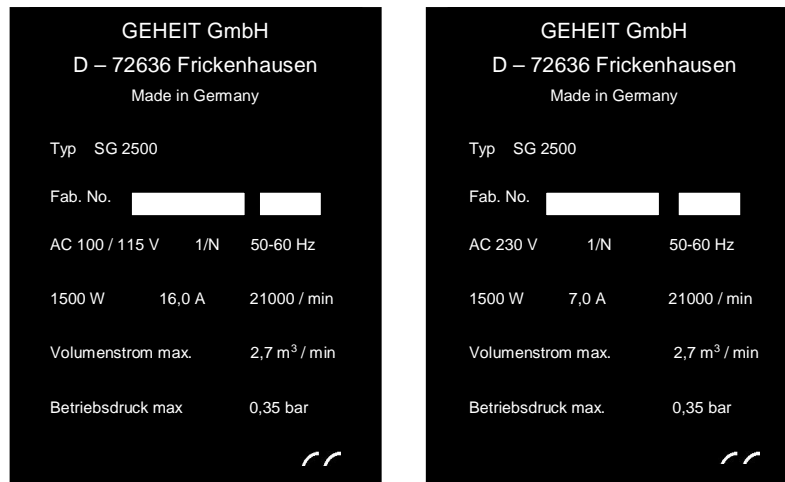 GEHEIT GmbH
D – 72636 Frickenhausen
Made in Germany
Typ SG 2500
Fab. No.
AC 100 / 115 V 1/N 50-60 Hz
1500 W 16,0 A 21000 / min
Volumenstrom max. 2,7 m³ / min
Betriebsdruck max 0,35 bar
GEHEIT GmbH
D – 72636 Frickenhausen
Made in Germany
Typ SG 2500
Fab. No.
AC 230 V 1/N 50-60 Hz
1500 W 7,0 A 21000 / min
Volumenstrom max. 2,7 m³ / min
Betriebsdruck max. 0,35 bar